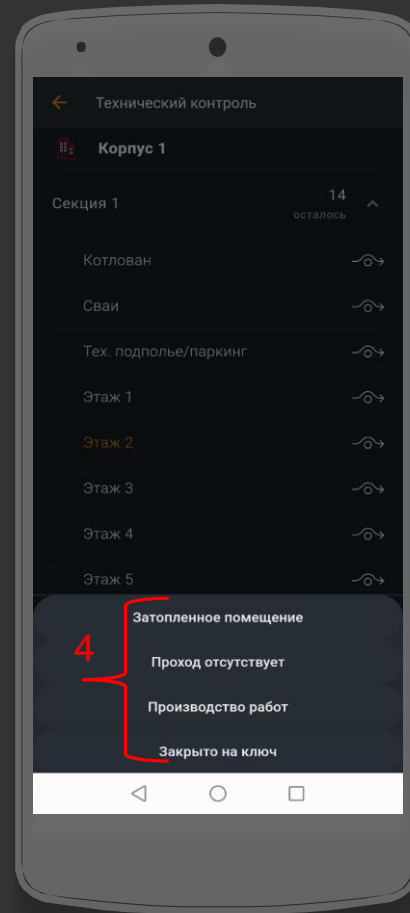 Технический контроль
Корпус 1
Секция 1
14
осталось
Котлован
Сваи
Тех. подполье/паркинг
Этаж 1
Этаж 2
Этаж 3
Этаж 4
Этаж 5
Затопленное помещение
4
Проход отсутствует
Производство работ
Закрыто на ключ